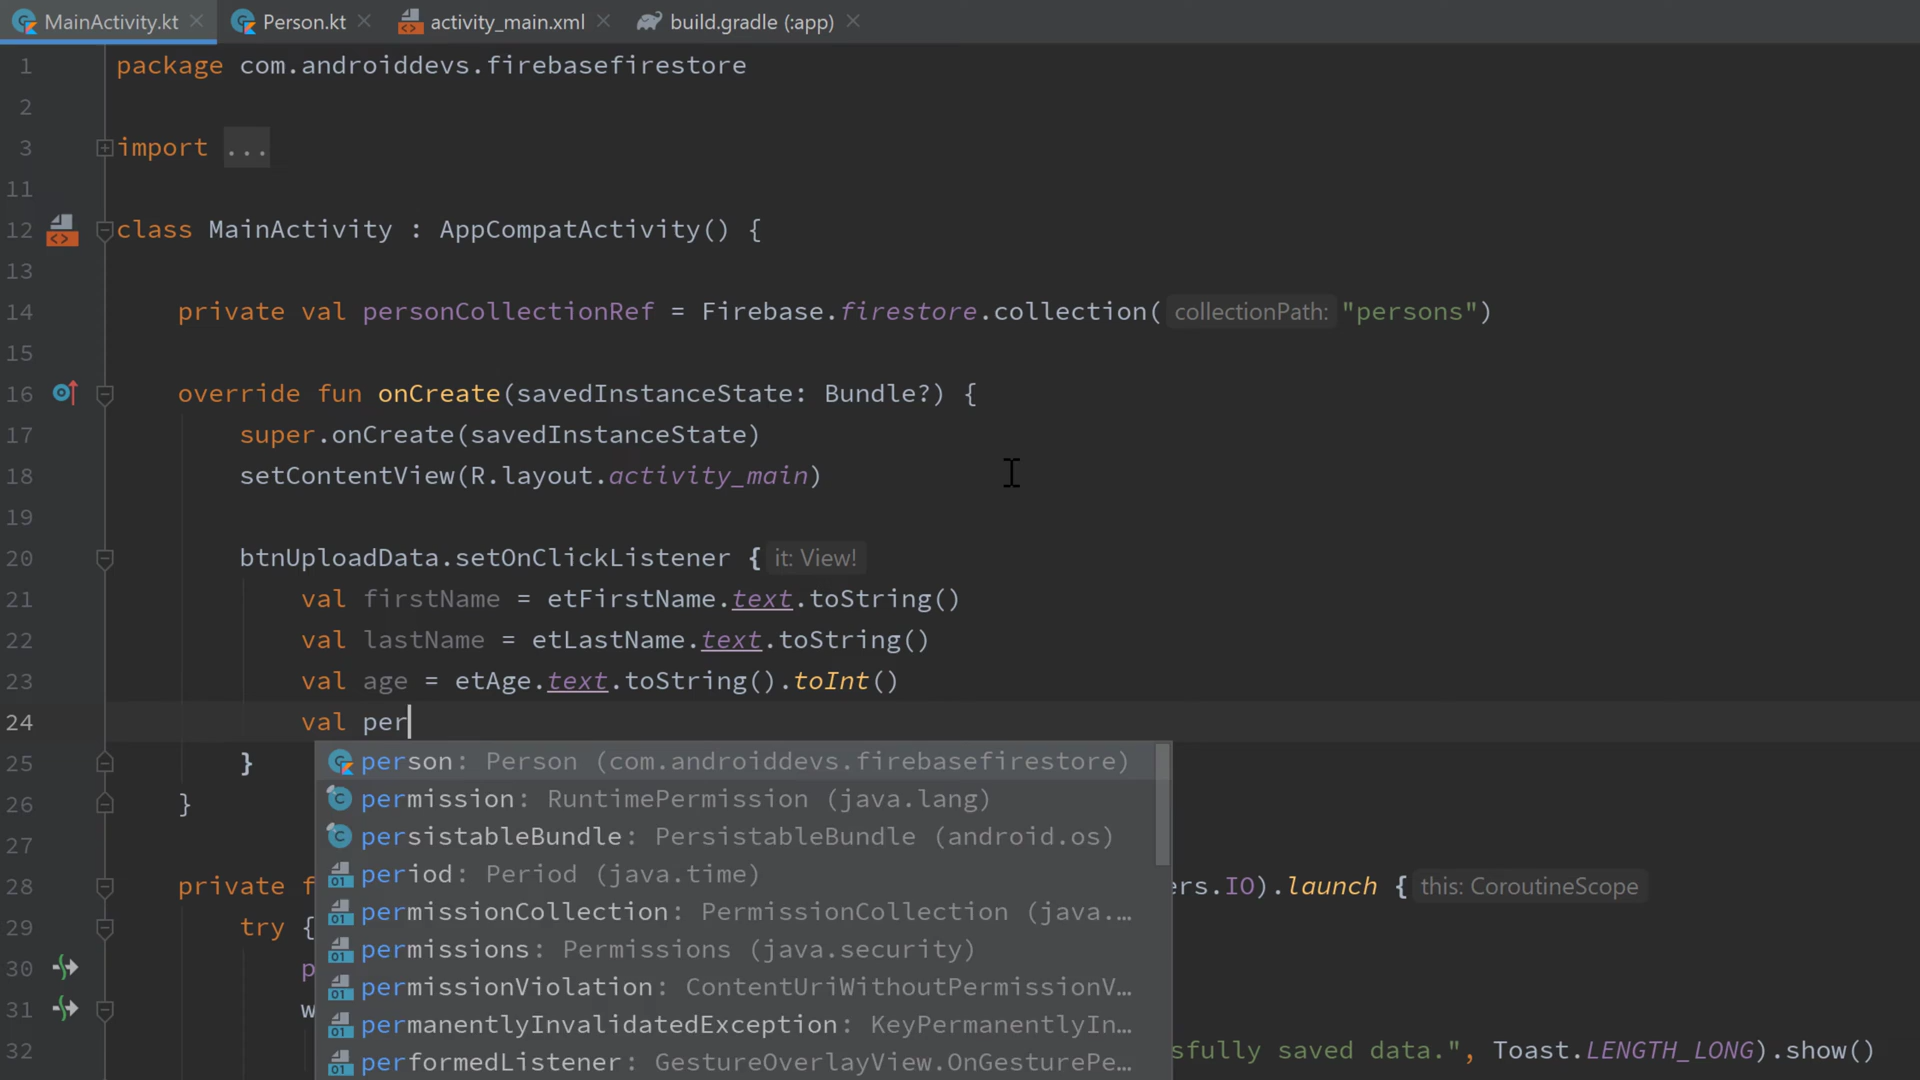 MainActivity.kt Person.kt activity_main.xml build.gradle (:app)
1 package com.androiddevs.firebasefirestore
2
3 import ...
11
12 class MainActivity : AppCompatActivity() {
13
14 private val personCollectionRef = Firebase.firestore.collection( collectionPath: "persons")
15
16 override fun onCreate(savedInstanceState: Bundle?) {
17 super.onCreate(savedInstanceState)
18 setContentView(R.layout.activity_main)
19
20 btnUploadData.setOnClickListener { it: View!
21 val firstName = etFirstName.text.toString()
22 val lastName = etLastName.text.toString()
23 val age = etAge.text.toString().toInt()
24 val per
25 }
person: Person (com.androiddevs.firebasefirestore)
permission: RuntimePermission (java.lang)
26 }
persistableBundle: PersistableBundle (android.os)
27
period: Period (java.time)
28 private f ers.IO).launch { this: CoroutineScope
permissionCollection: PermissionCollection (java.…
29 try {
permissions: Permissions (java.security)
30 p
permissionViolation: ContentUriWithoutPermissionV…
31 w
permanentlyInvalidatedException: KeyPermanentlyIn…
32 sfully saved data.", Toast.LENGTH_LONG).show()
performedListener: GestureOverlayView.OnGesturePe…